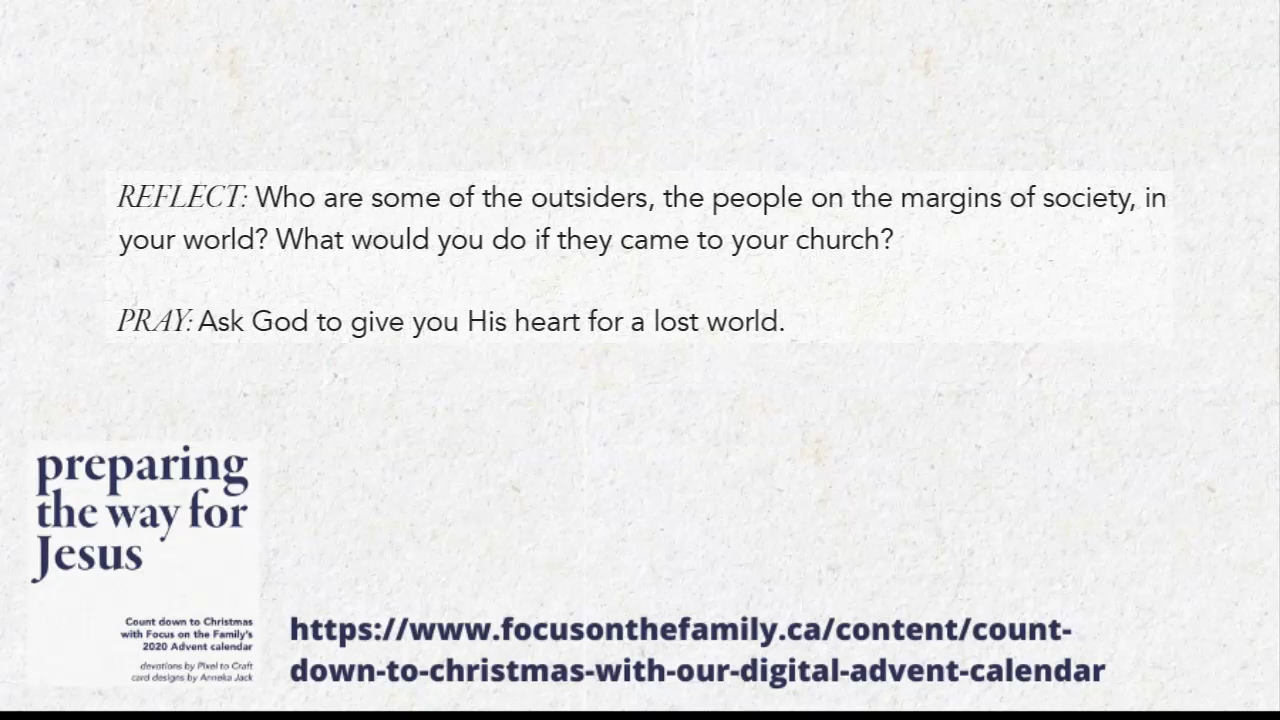 REFLECT: Who are some of the outsiders, the people on the margins of society, in
your world? What would you do if they came to your church?
PRAY: Ask God to give you His heart for a lost world.
preparing
the way for
Jesus
Count down to Christmas
with Focus on the Family's
2020 Advent calendar
devotions by Pixel to Craft
card designs by Anneka Jack
https://www.focusonthefamily.ca/content/count-
down-to-christmas-with-our-digital-advent-calendar